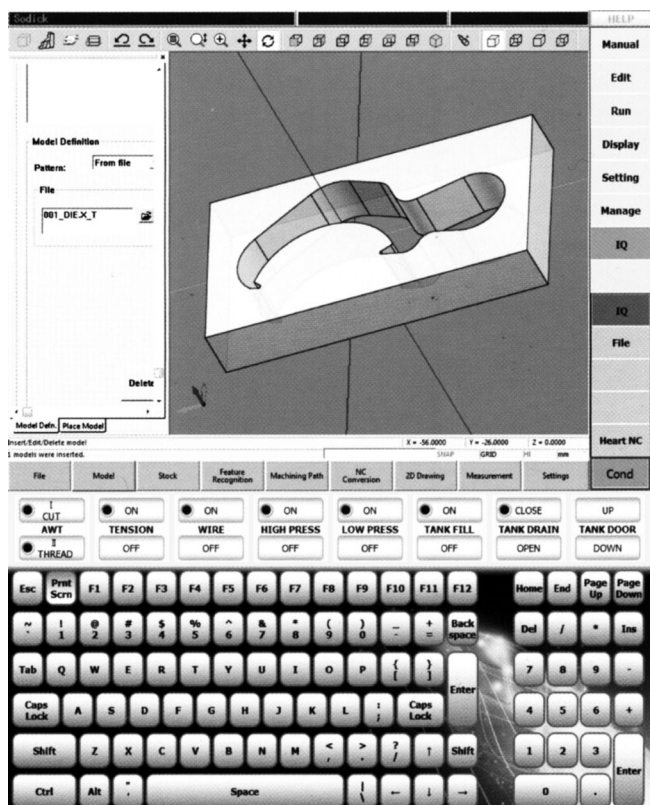 Sodick
HELP
Manual
Edit
Run
Display
Setting
Manage
IQ
IQ
File
Heart NC
Cond
Model Definition
Pattern: From file
File
001_DIE.X_T
Delete
Model Defn. Place Model
Insert/Edit/Delete model
1 models were inserted.
X = -56.0000 Y = -26.0000 Z = 0.0000
SNAP GRID HI mm
File Model Stock Feature Recognition Machining Path NC Conversion 2D Drawing Measurement Settings
I CUT ON ON ON ON ON CLOSE UP
AWT TENSION WIRE HIGH PRESS LOW PRESS TANK FILL TANK DRAIN TANK DOOR
II THREAD OFF OFF OFF OFF OFF OPEN DOWN
Esc Prnt Scrn F1 F2 F3 F4 F5 F6 F7 F8 F9 F10 F11 F12 Home End Page Up Page Down
~ ! @ # $ % ^ & * ( ) _ + Back space Del / * Ins
` 1 2 3 4 5 6 7 8 9 0 - =
Tab Q W E R T Y U I O P { [ } ] Enter 7 8 9 -
Caps Lock A S D F G H J K L : ; Caps Lock 4 5 6 +
Shift Z X C V B N M < , > . ? / ↑ Shift 1 2 3 Enter
Ctrl Alt " ' Space | \ ← ↓ → 0 .